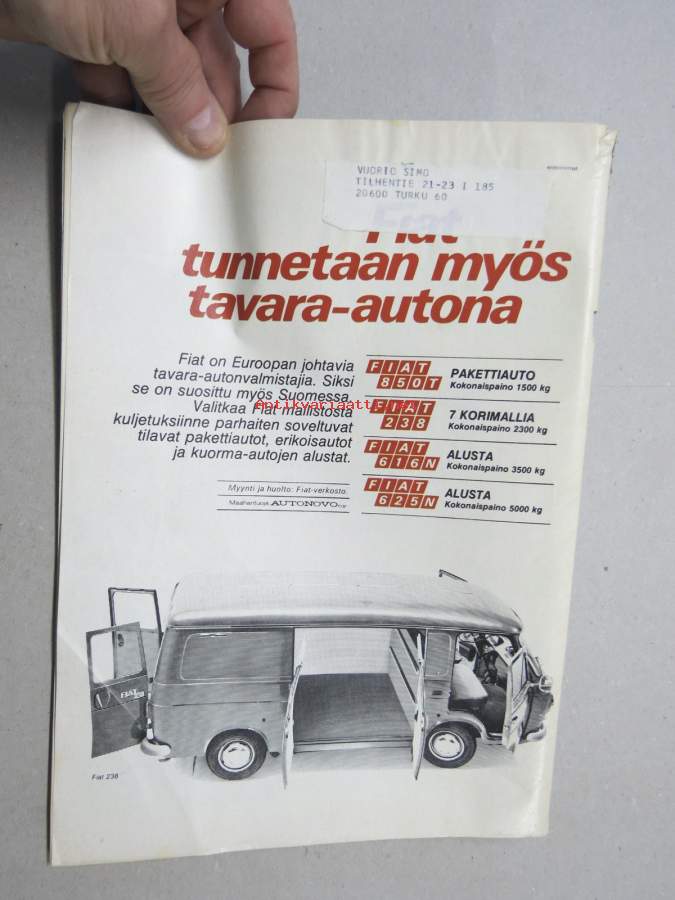 VUORIO SIMO
TILHENTIE 21-23 I 185
20600 TURKU 60
Fiat
tunnetaan myös
tavara-autona
Fiat on Euroopan johtavia
tavara-autonvalmistajia. Siksi
se on suosittu myös Suomessa.
Valitkaa Fiat mallistosta
kuljetuksiinne parhaiten soveltuvat
tilavat pakettiautot, erikoisautot
ja kuorma-autojen alustat.
Myynti ja huolto: Fiat-verkosto.
Maahantuoja AUTONOVO
FIAT
850T
PAKETTIAUTO
Kokonaispaino 1500 kg
FIAT
238
7 KORIMALLIA
Kokonaispaino 2300 kg
FIAT
616N
ALUSTA
Kokonaispaino 3500 kg
FIAT
625N
ALUSTA
Kokonaispaino 5000 kg
FIAT
Fiat 238